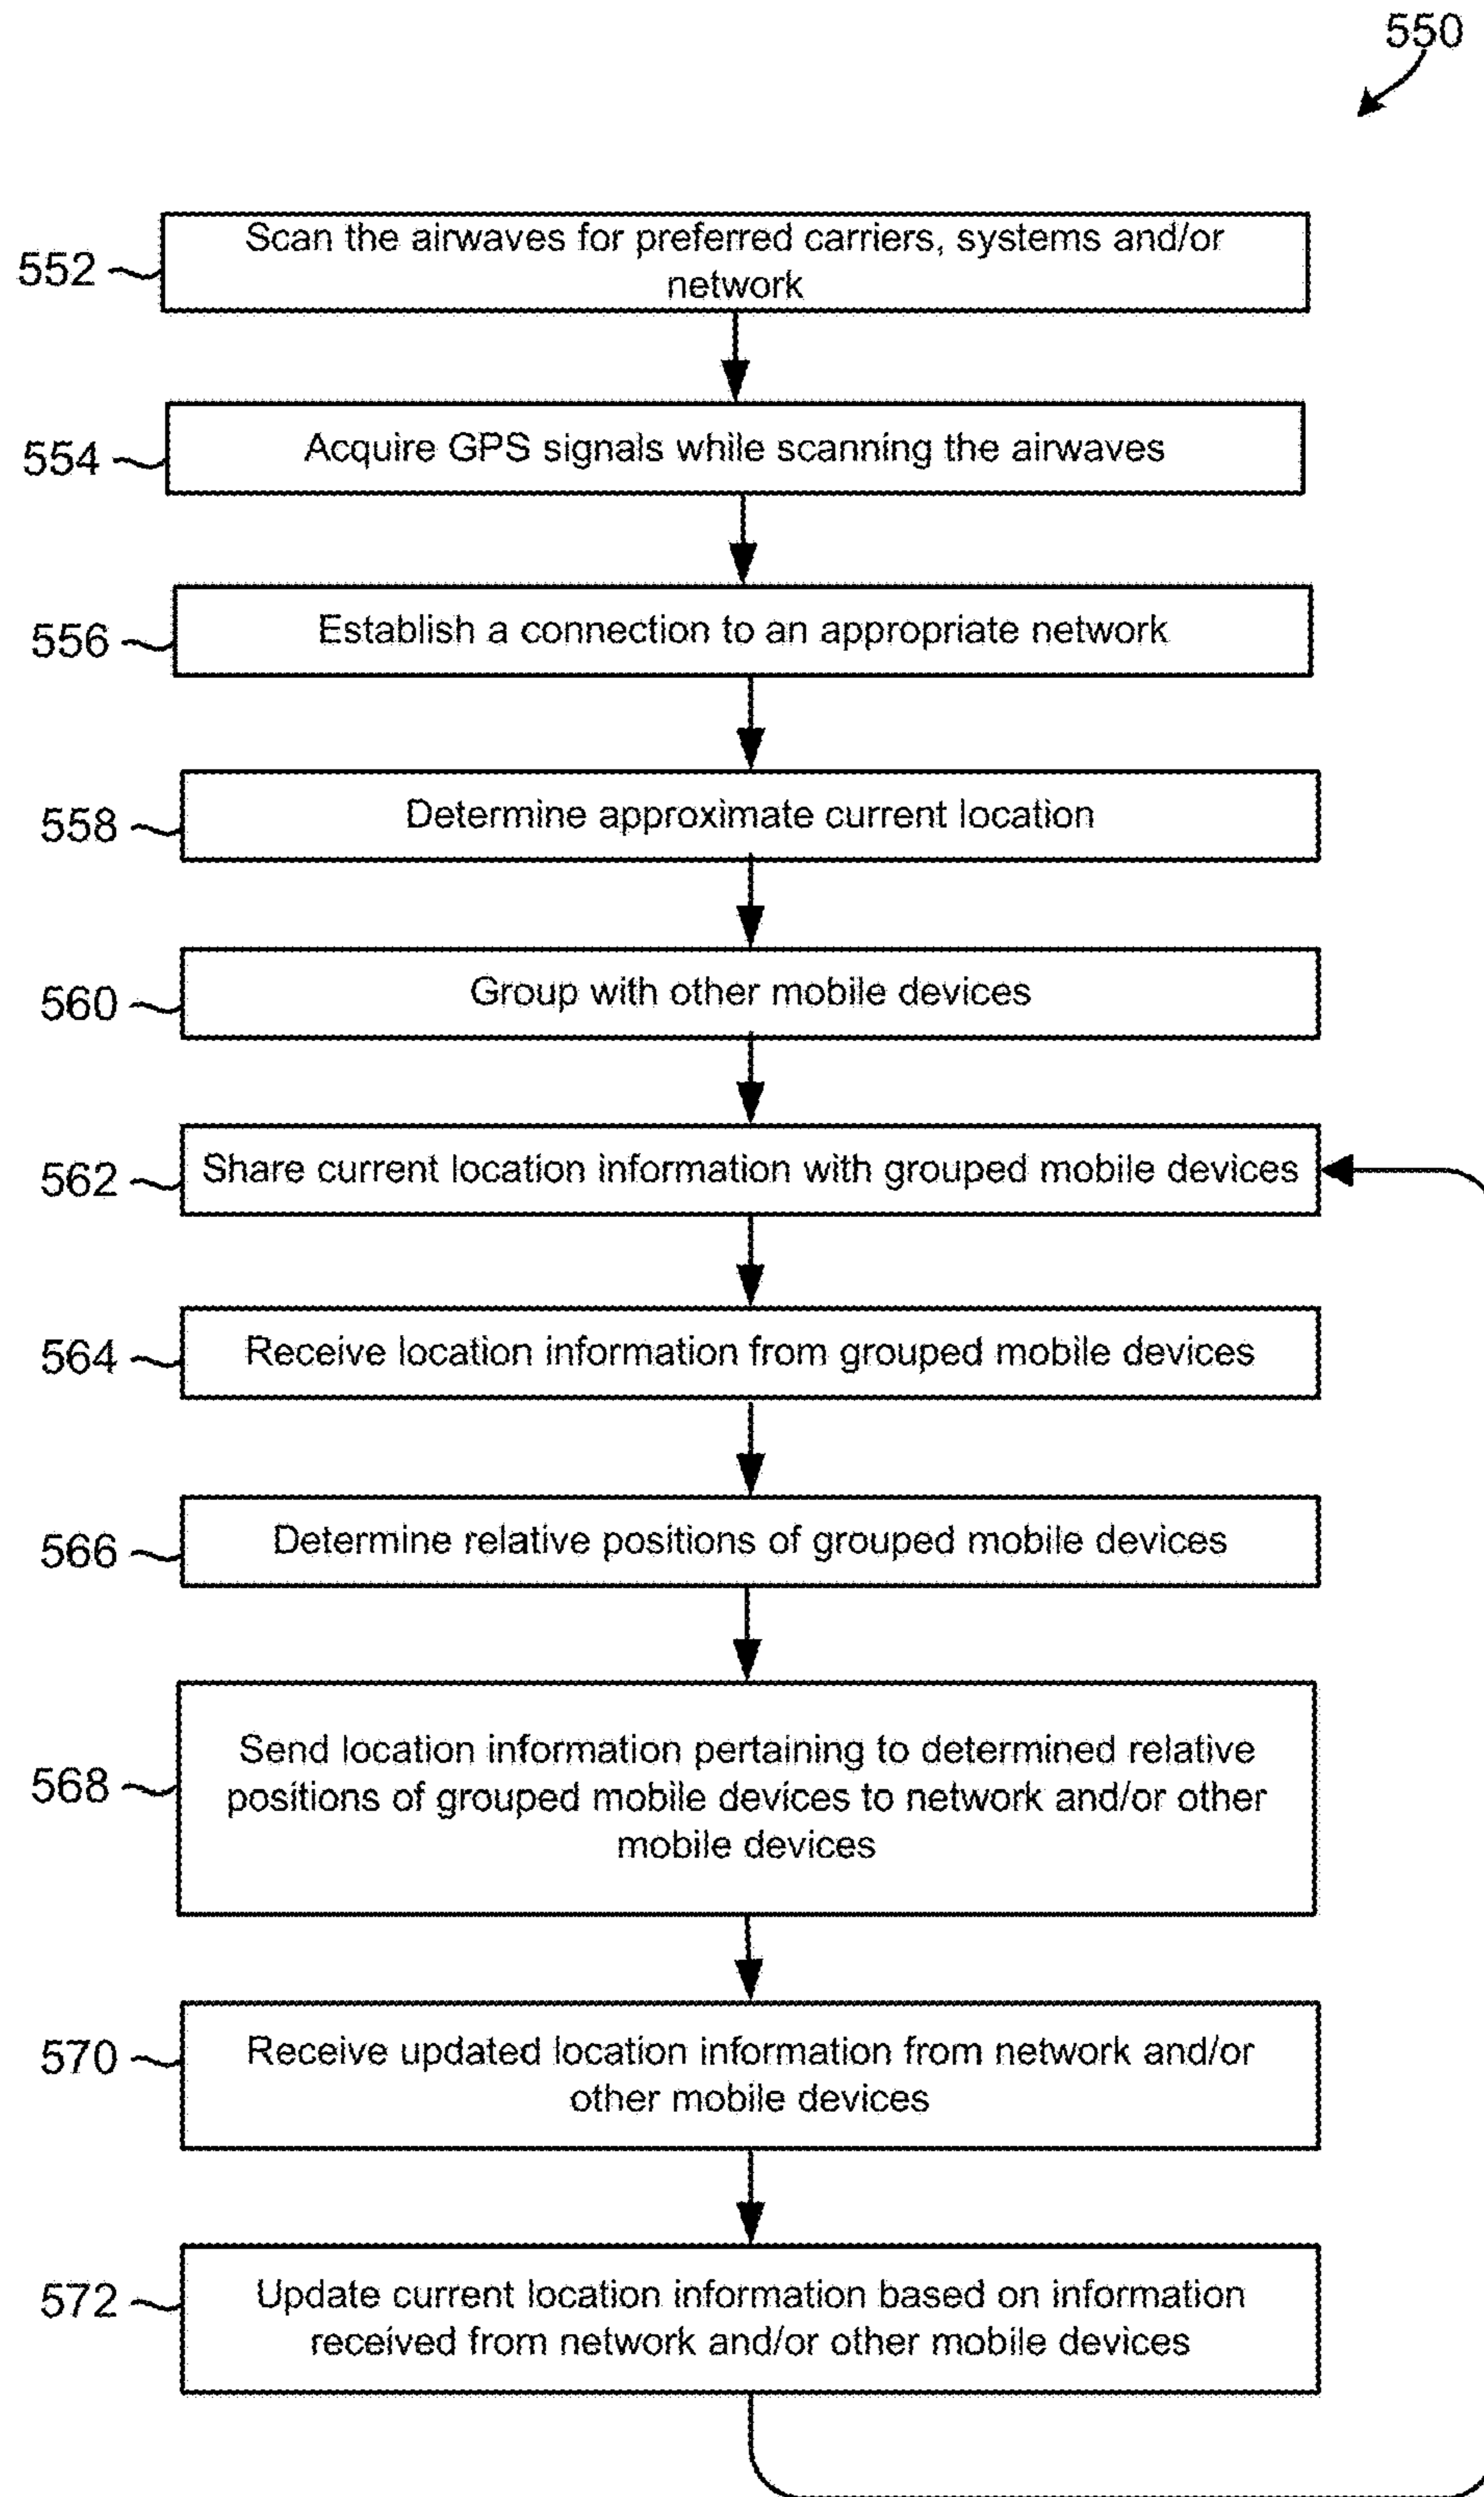 550
552
Scan the airwaves for preferred carriers, systems and/or
network
554
Acquire GPS signals while scanning the airwaves
556
Establish a connection to an appropriate network
558
Determine approximate current location
560
Group with other mobile devices
562
Share current location information with grouped mobile devices
564
Receive location information from grouped mobile devices
566
Determine relative positions of grouped mobile devices
568
Send location information pertaining to determined relative
positions of grouped mobile devices to network and/or other
mobile devices
570
Receive updated location information from network and/or
other mobile devices
572
Update current location information based on information
received from network and/or other mobile devices